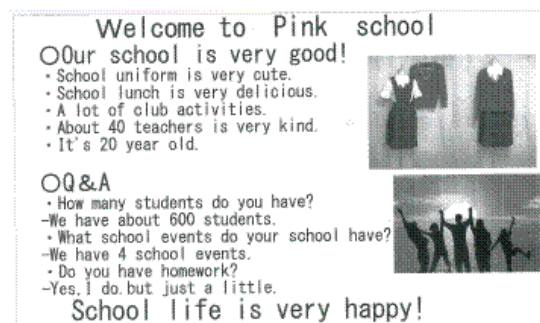 Welcome to Pink school
○Our school is very good!
・School uniform is very cute.
・School lunch is very delicious.
・A lot of club activities.
・About 40 teachers is very kind.
・It's 20 year old.
○Q&A
・How many students do you have?
-We have about 600 students.
・What school events do your school have?
-We have 4 school events.
・Do you have homework?
-Yes,I do.but just a little.
School life is very happy!